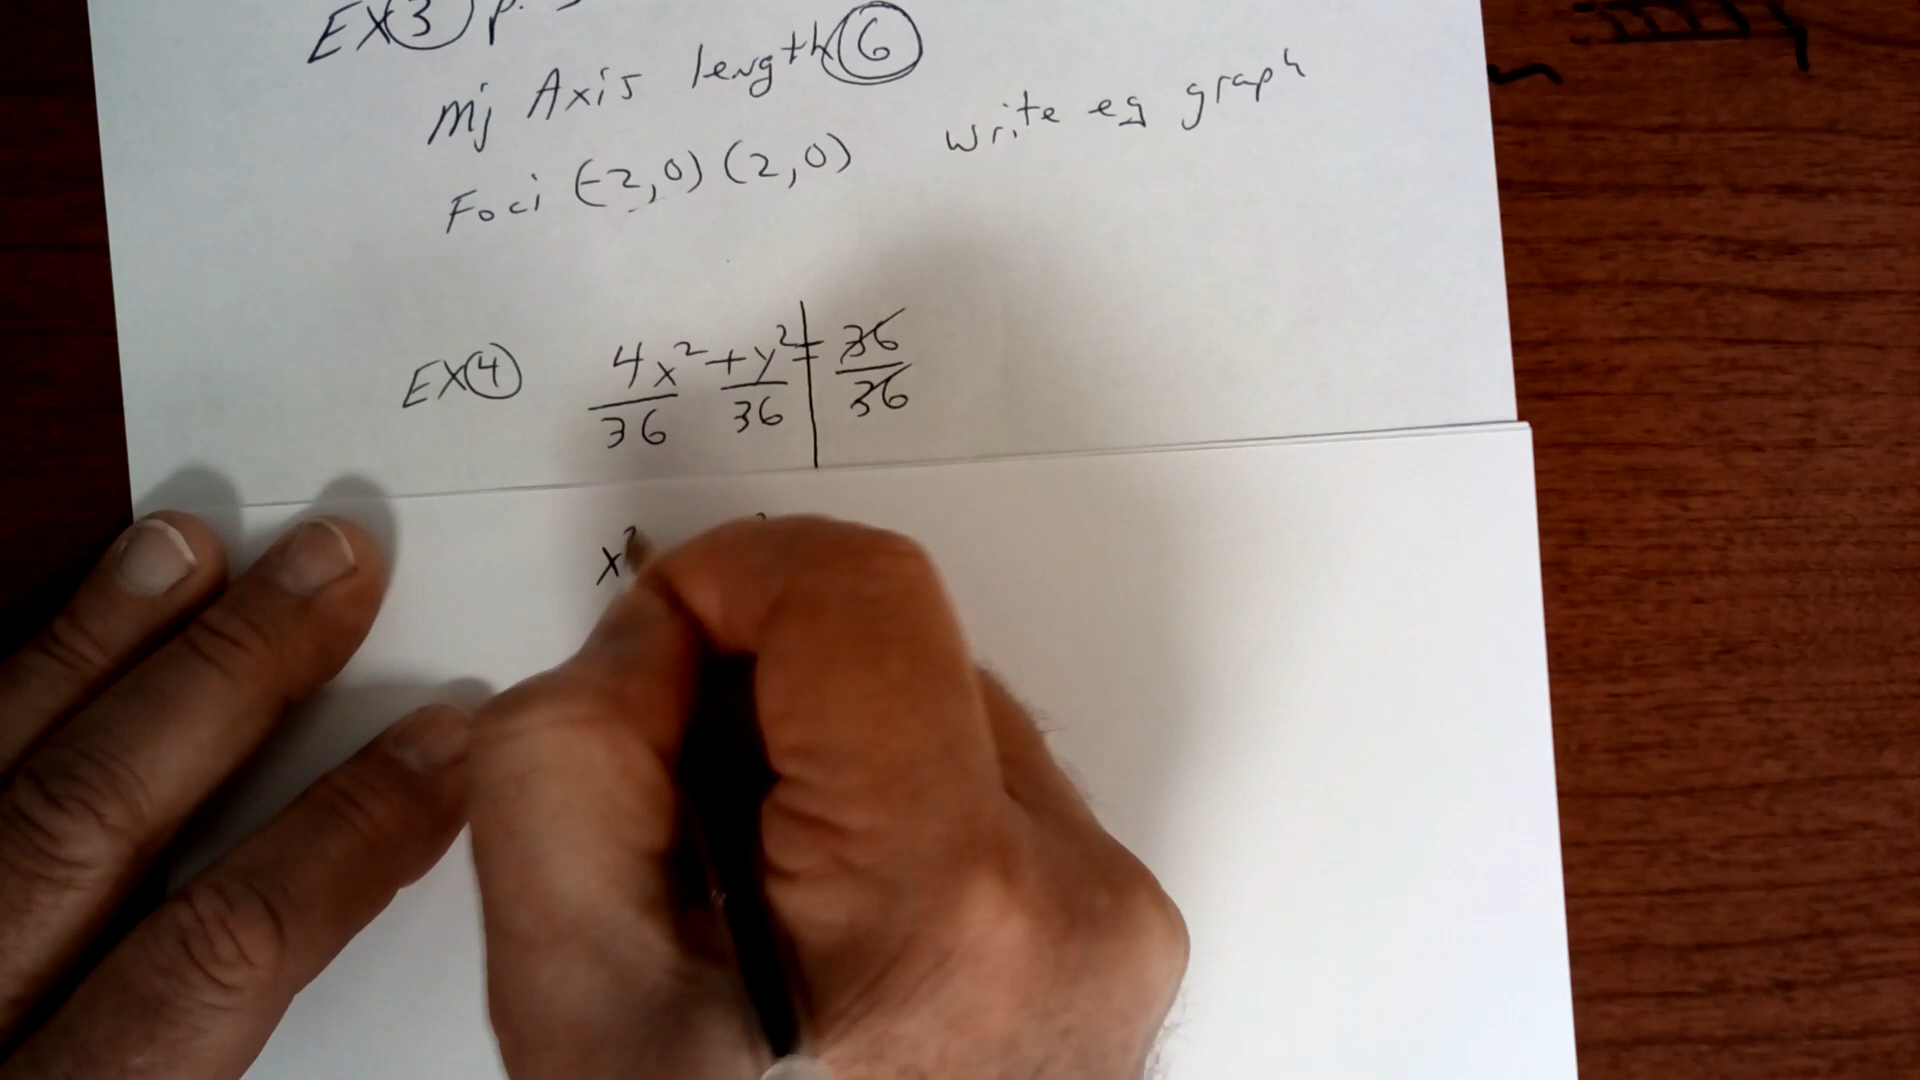 EX③ p.
Mj Axis length ⑥
Foci (-2,0) (2,0) write eq graph
EX④ 4x²/36 + y²/36 = 36/36
x²